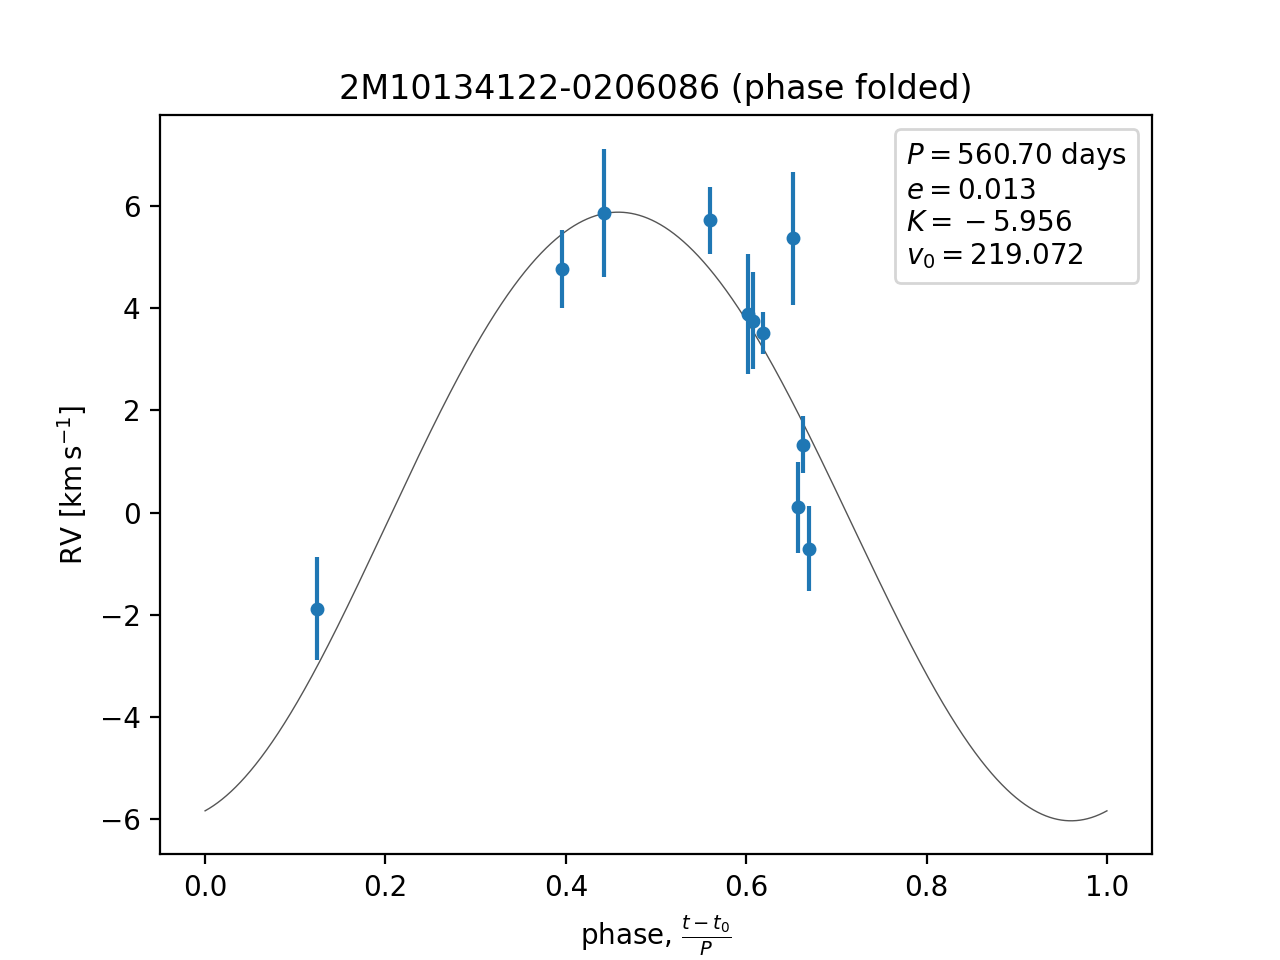 2M10134122-0206086 (phase folded)
P = 560.70 days
e = 0.013
K = −5.956
v₀ = 219.072
RV [km s⁻¹]
6
4
2
0
−2
−4
−6
0.0 0.2 0.4 0.6 0.8 1.0
phase, (t − t₀)/P